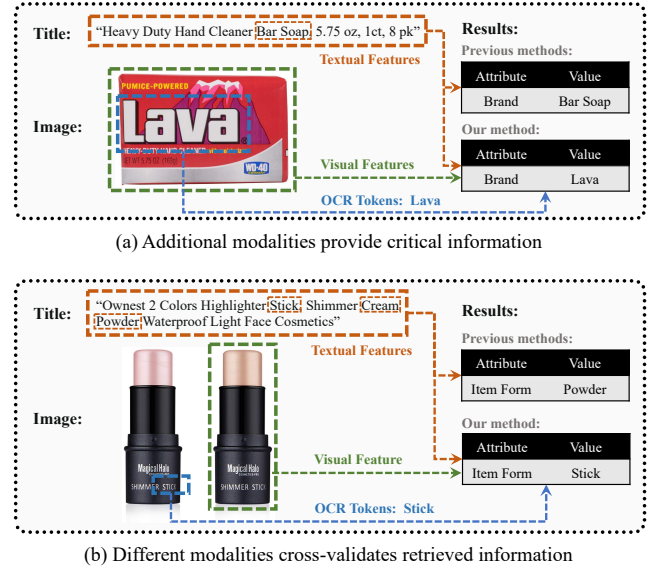 Title:
“Heavy Duty Hand Cleaner Bar Soap, 5.75 oz, 1ct, 8 pk”
Textual Features
Results:
Previous methods:
Attribute Value
Brand Bar Soap
Image:
PUMICE-POWERED
Lava
NET WT 5.75 OZ
WD-40
Our method:
Attribute Value
Brand Lava
Visual Features
OCR Tokens: Lava
(a) Additional modalities provide critical information
Title:
“Ownest 2 Colors Highlighter Stick, Shimmer Cream
Powder Waterproof Light Face Cosmetics”
Textual Features
Results:
Previous methods:
Attribute Value
Item Form Powder
Image:
Magical Halo
SHIMMER STICK
Magical Halo
SHIMMER STICK
Our method:
Attribute Value
Item Form Stick
Visual Feature
OCR Tokens: Stick
(b) Different modalities cross-validates retrieved information